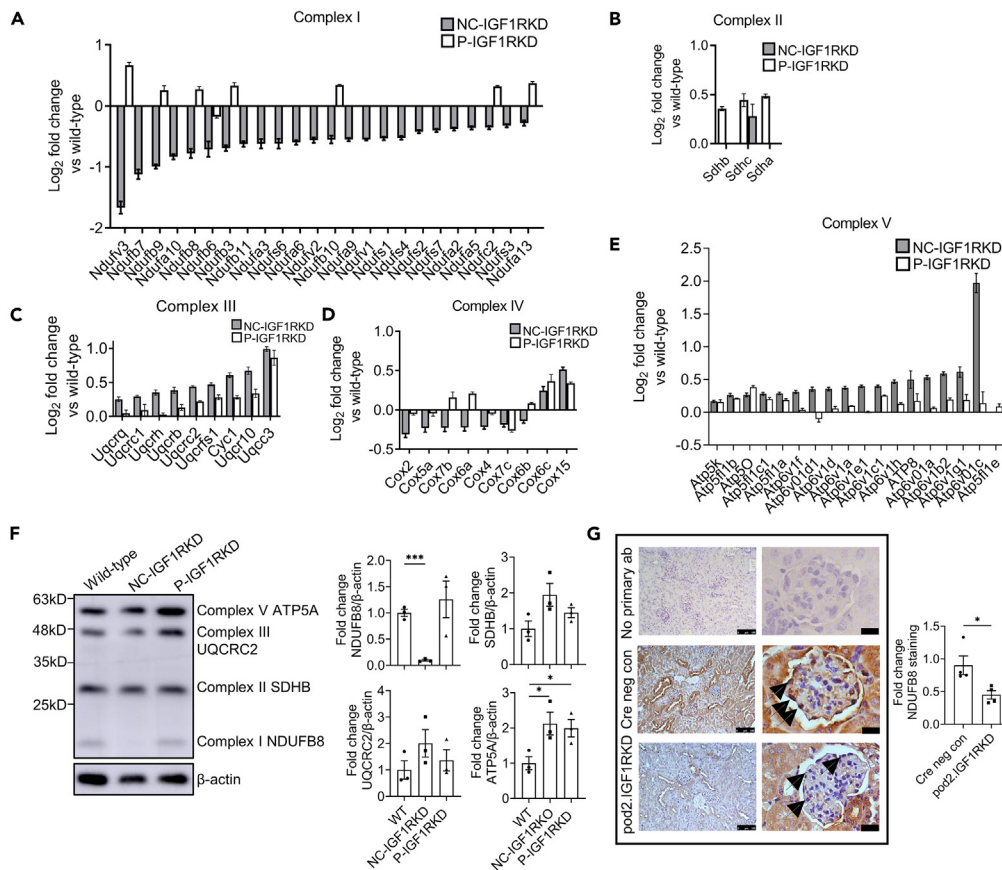 A
Complex I
NC-IGF1RKD
P-IGF1RKD
Log2 fold change
vs wild-type
1
0
-1
-2
Ndufv3
Ndufb7
Ndufb9
Ndufa10
Ndufb8
Ndufb6
Ndufb3
Ndufb11
Ndufa3
Ndufs6
Ndufa6
Ndufv2
Ndufb10
Ndufa9
Ndufv1
Ndufs1
Ndufs4
Ndufs2
Ndufs7
Ndufa2
Ndufa5
Ndufc2
Ndufs3
Ndufa13
B
Complex II
NC-IGF1RKD
P-IGF1RKD
Log2 fold change
vs wild-type
1.0
0.5
0.0
Sdhb
Sdhc
Sdha
C
Complex III
NC-IGF1RKD
P-IGF1RKD
Log2 fold change
vs wild-type
1.0
0.5
0.0
Uqcrq
Uqcrc1
Uqcrh
Uqcrb
Uqcrc2
Uqcrfs1
Cyc1
Uqcr10
Uqcc3
D
Complex IV
NC-IGF1RKD
P-IGF1RKD
Log2 fold change
vs wild-type
1.0
0.5
0.0
-0.5
Cox2
Cox5a
Cox7b
Cox6a
Cox4
Cox7c
Cox6b
Cox6c
Cox15
Complex V
E
NC-IGF1RKD
P-IGF1RKD
Log2 fold change
vs wild-type
2.5
2.0
1.5
1.0
0.5
0.0
-0.5
Atp5k
Atp5f1b
Atp5O
Atp5f1c1
Atp5f1a
Atp6v1f
Atp6v01d1
Atp6v1d
Atp6v1a
Atp6v1e1
Atp6v1c1
Atp6v1h
ATP8
Atp6v01a
Atp6v1b2
Atp6v1g1
Atp6v01c
Atp5f1e
F
Wild-type
NC-IGF1RKD
P-IGF1RKD
63kD
48kD
35kD
25kD
Complex V ATP5A
Complex III
UQCRC2
Complex II SDHB
Complex I NDUFB8
β-actin
Fold change
NDUFB8/β-actin
2.0
1.5
1.0
0.5
0.0
***
Fold change
SDHB/β-actin
3
2
1
0
Fold change
UQCRC2/β-actin
4
3
2
1
0
WT
NC-IGF1RKD
P-IGF1RKD
Fold change
ATP5A/β-actin
4
3
2
1
0
*
*
WT
NC-IGF1RKO
P-IGF1RKD
G
No primary ab
Cre neg con
pod2.IGF1RKD
Fold change
NDUFB8 staining
1.5
1.0
0.5
0.0
*
Cre neg con
pod2.IGF1RKD